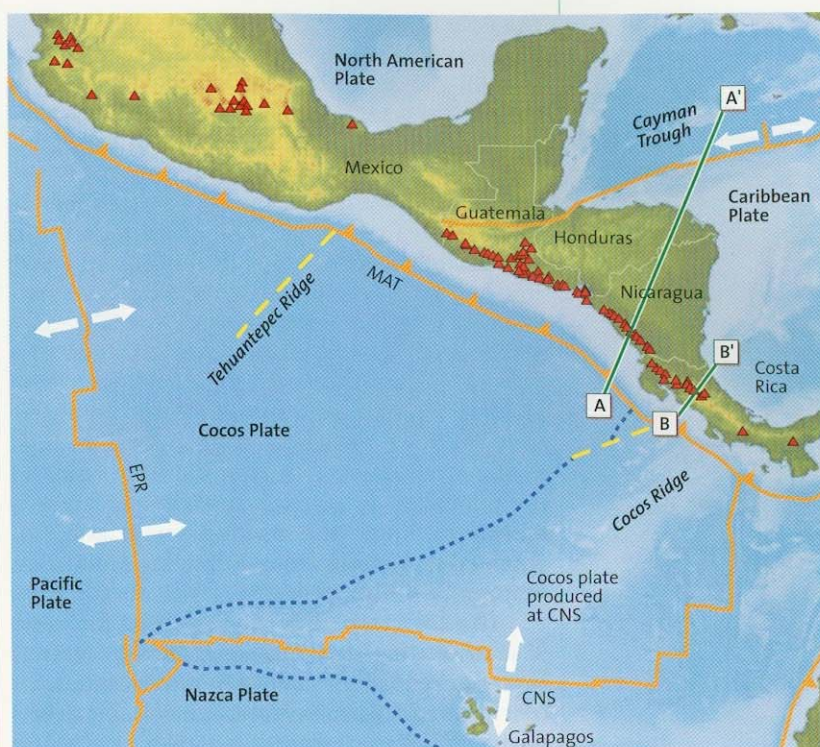 North American
Plate
A'
Cayman
Trough
Mexico
Caribbean
Plate
Guatemala
Honduras
MAT
Nicaragua
Tehuantepec Ridge
B'
Costa
Rica
A
B
Cocos Plate
EPR
Cocos Ridge
Pacific
Plate
Cocos plate
produced
at CNS
Nazca Plate
CNS
Galapagos